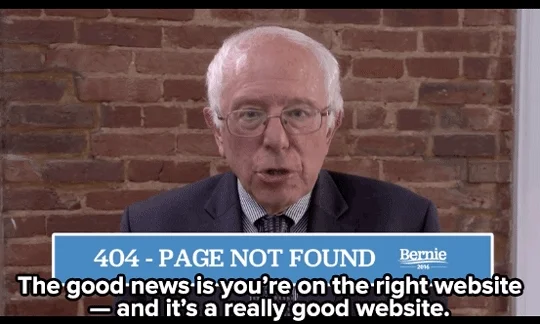 404 - PAGE NOT FOUND
Bernie
2016
The good news is you're on the right website
— and it's a really good website.